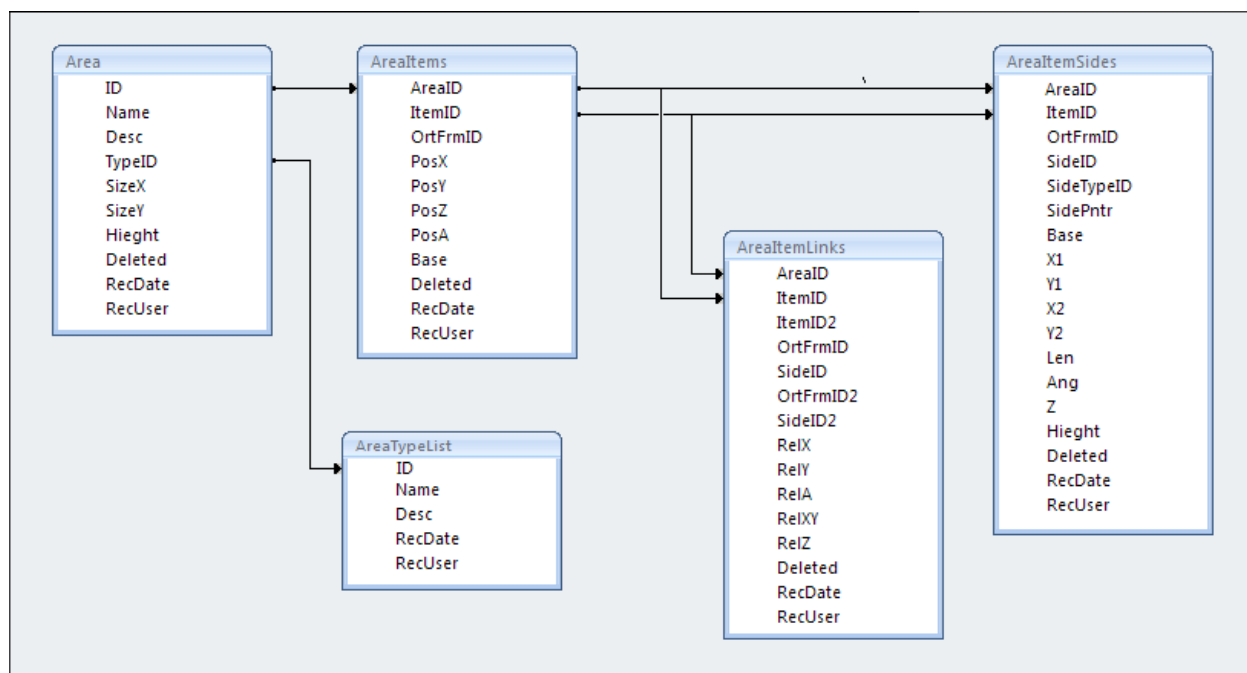 Area
ID
Name
Desc
TypeID
SizeX
SizeY
Hieght
Deleted
RecDate
RecUser
AreaItems
AreaID
ItemID
OrtFrmID
PosX
PosY
PosZ
PosA
Base
Deleted
RecDate
RecUser
AreaItemSides
AreaID
ItemID
OrtFrmID
SideID
SideTypeID
SidePntr
Base
X1
Y1
X2
Y2
Len
Ang
Z
Hieght
Deleted
RecDate
RecUser
AreaItemLinks
AreaID
ItemID
ItemID2
OrtFrmID
SideID
OrtFrmID2
SideID2
RelX
RelY
RelA
RelXY
RelZ
Deleted
RecDate
RecUser
AreaTypeList
ID
Name
Desc
RecDate
RecUser